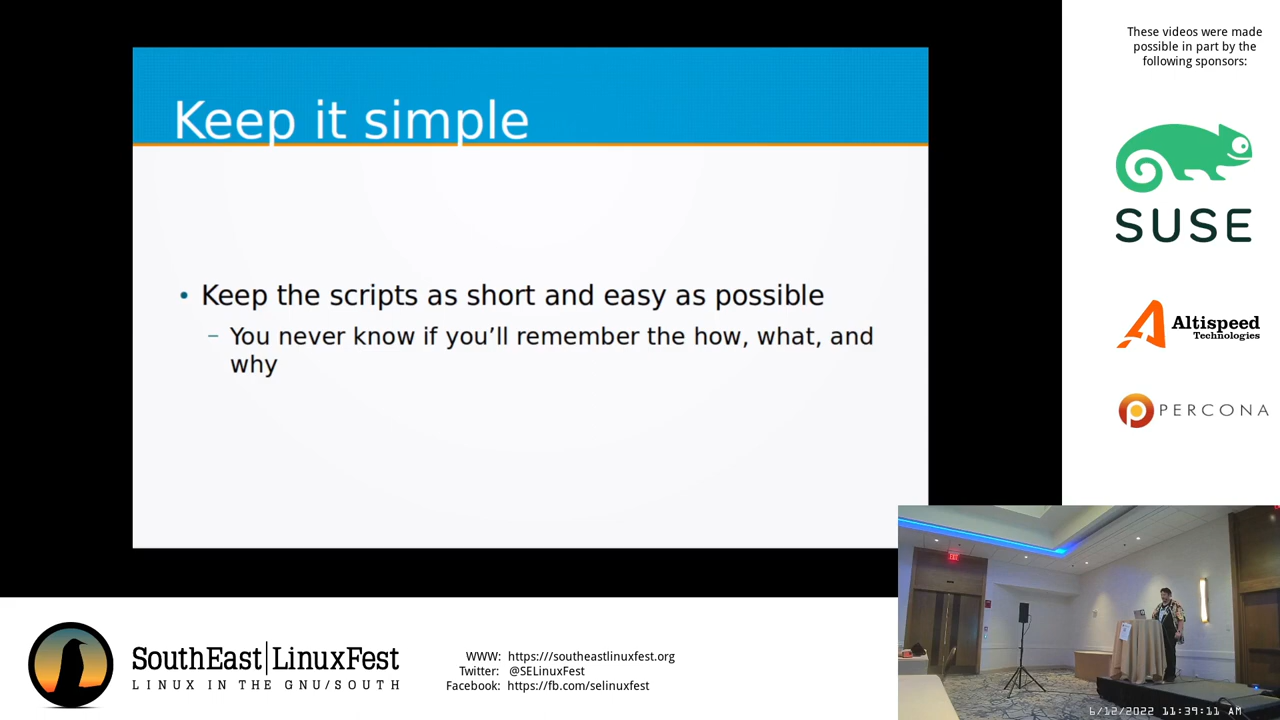 Keep it simple
• Keep the scripts as short and easy as possible
– You never know if you’ll remember the how, what, and
why
These videos were made
possible in part by the
following sponsors:
SUSE
Altispeed
Technologies
PERCONA
SouthEast LinuxFest
LINUX IN THE GNU/SOUTH
WWW: https:///southeastlinuxfest.org
Twitter: @SELinuxFest
Facebook: https://fb.com/selinuxfest
6/12/2022 11:39:11 AM